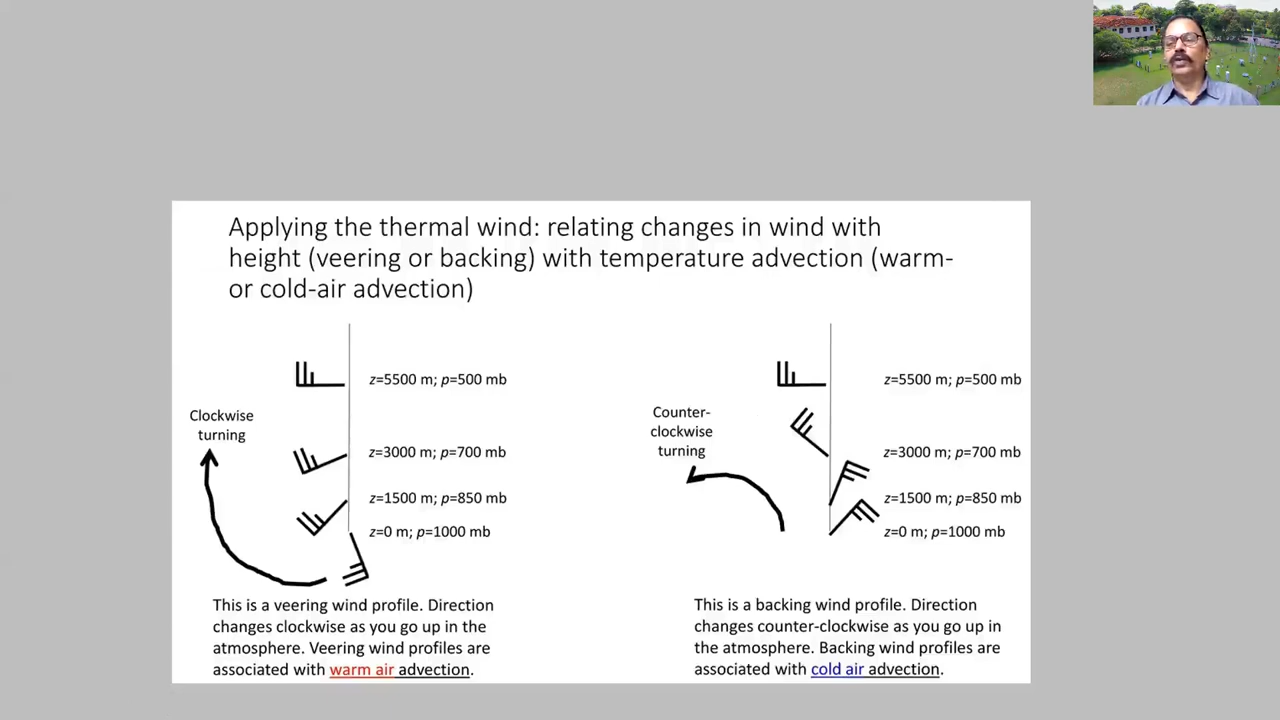 Applying the thermal wind: relating changes in wind with
height (veering or backing) with temperature advection (warm-
or cold-air advection)
Clockwise
turning
z=5500 m; p=500 mb
z=3000 m; p=700 mb
z=1500 m; p=850 mb
z=0 m; p=1000 mb
This is a veering wind profile. Direction
changes clockwise as you go up in the
atmosphere. Veering wind profiles are
associated with warm air advection.
Counter-
clockwise
turning
z=5500 m; p=500 mb
z=3000 m; p=700 mb
z=1500 m; p=850 mb
z=0 m; p=1000 mb
This is a backing wind profile. Direction
changes counter-clockwise as you go up in
the atmosphere. Backing wind profiles are
associated with cold air advection.